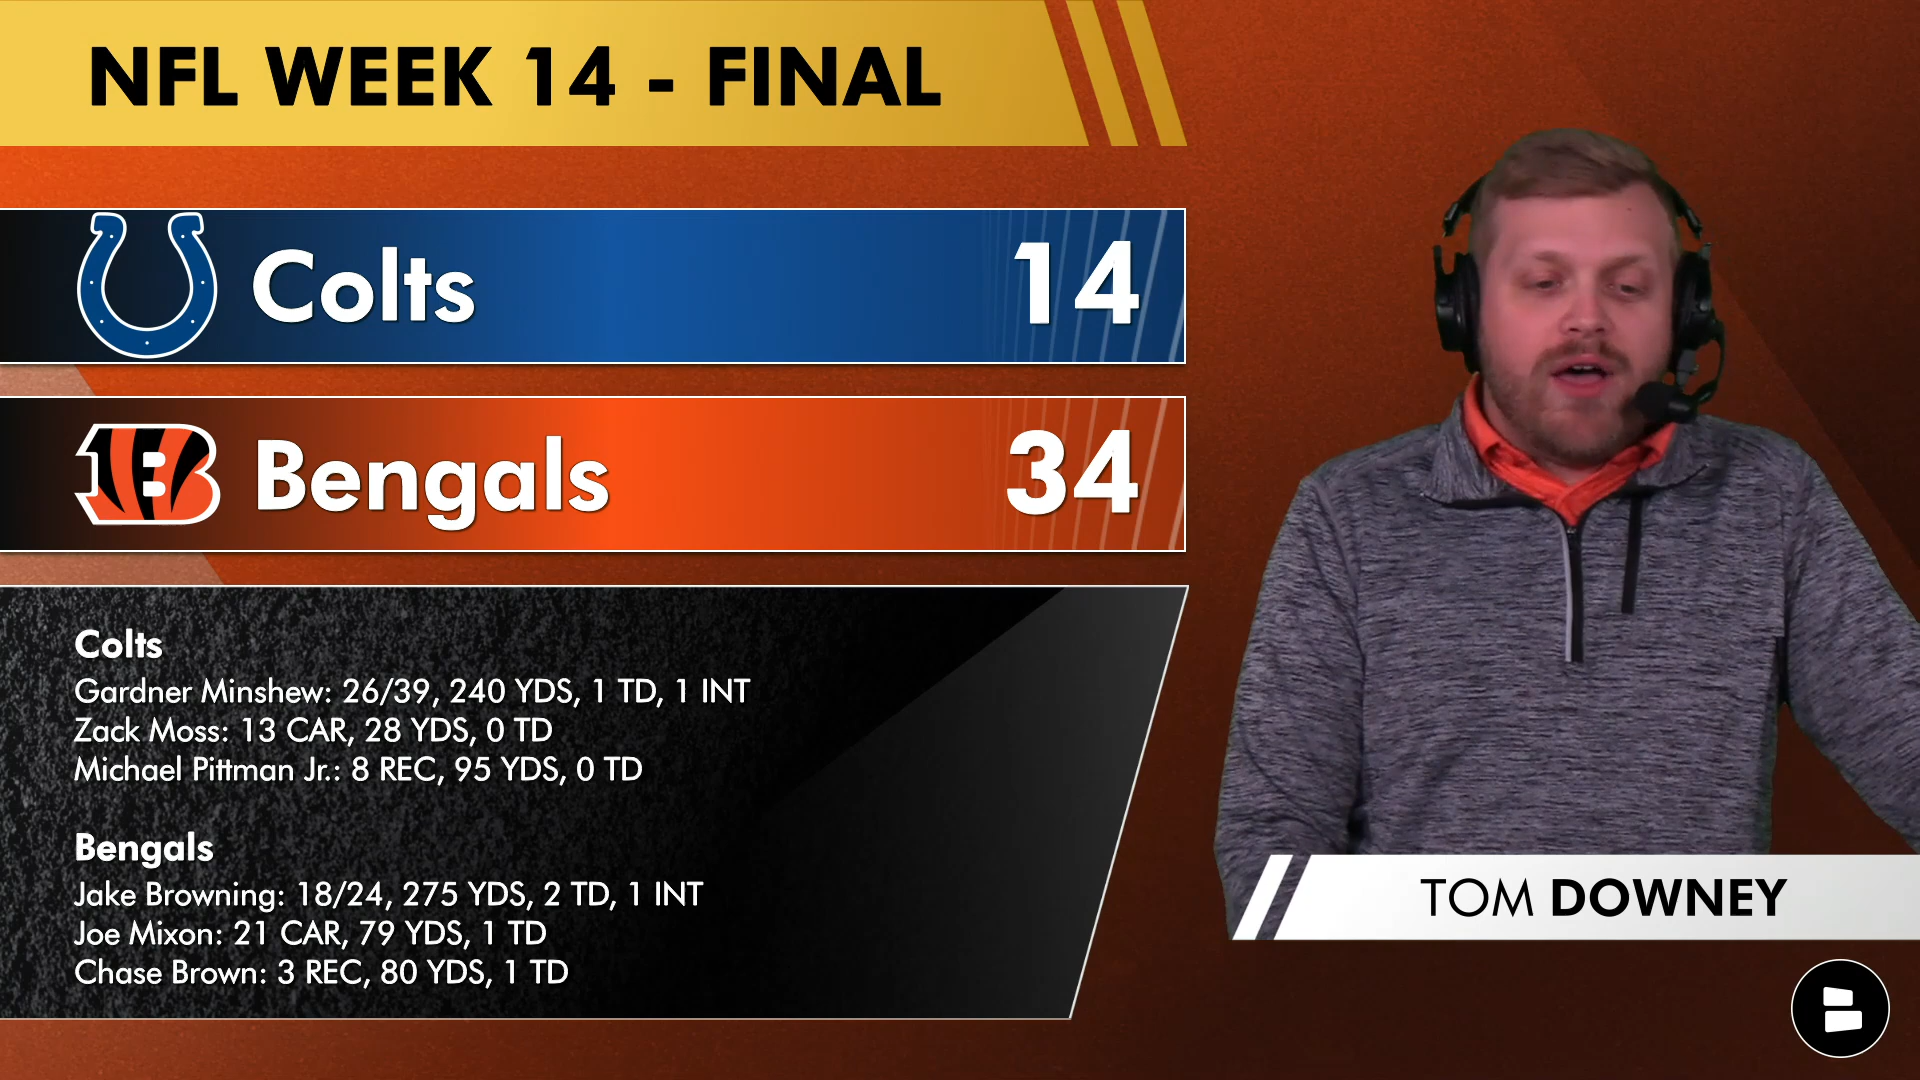 NFL WEEK 14 - FINAL
Colts 14
Bengals 34
Colts
Gardner Minshew: 26/39, 240 YDS, 1 TD, 1 INT
Zack Moss: 13 CAR, 28 YDS, 0 TD
Michael Pittman Jr.: 8 REC, 95 YDS, 0 TD
Bengals
Jake Browning: 18/24, 275 YDS, 2 TD, 1 INT
Joe Mixon: 21 CAR, 79 YDS, 1 TD
Chase Brown: 3 REC, 80 YDS, 1 TD
TOM DOWNEY